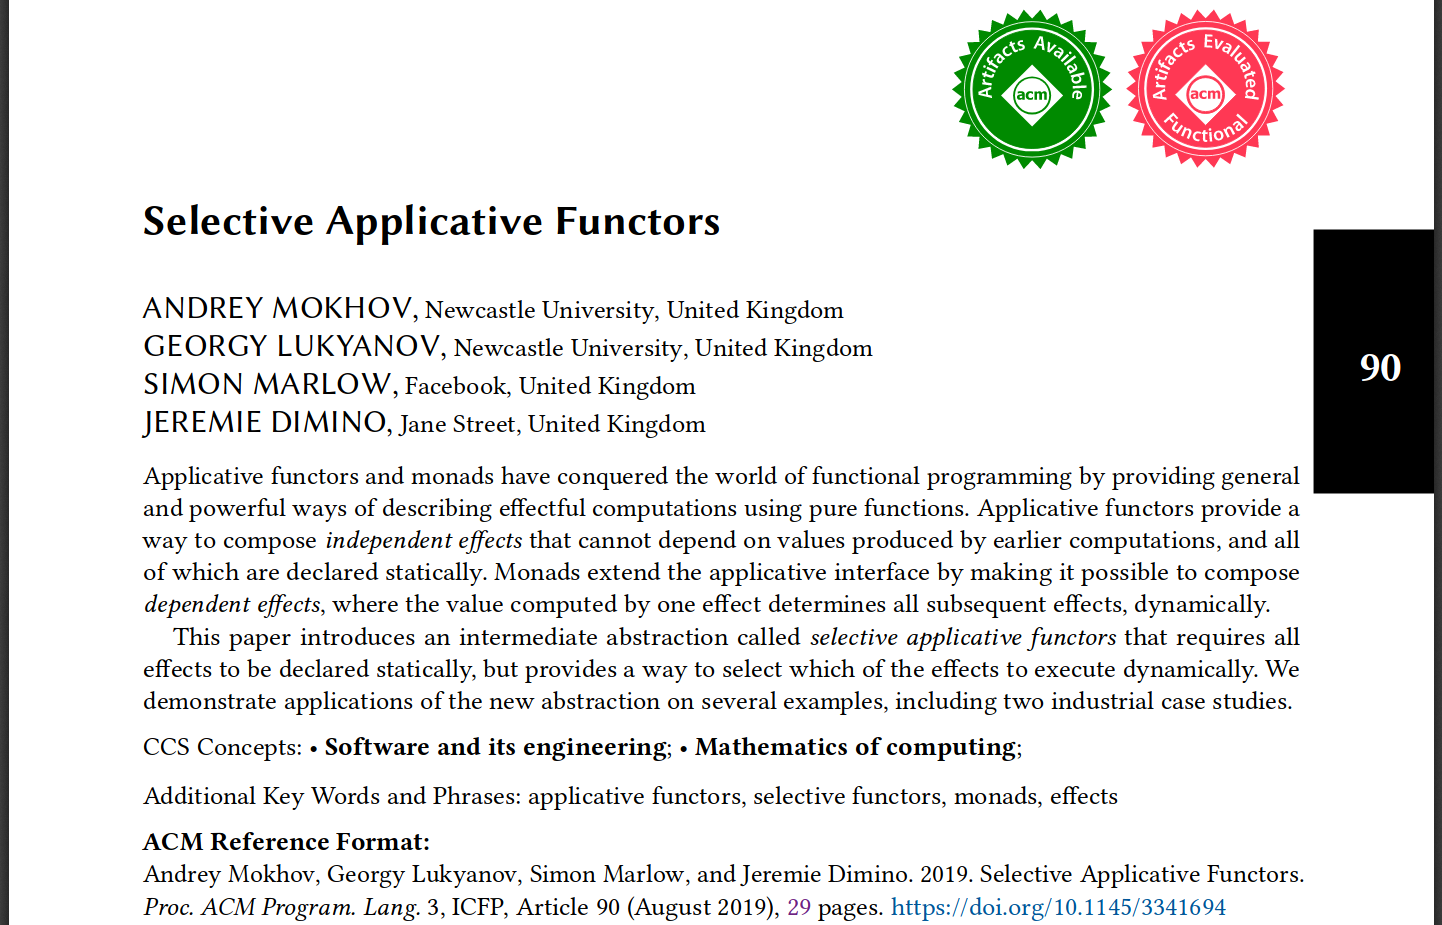 Artifacts Available
acm
Artifacts Evaluated
acm
Functional
Selective Applicative Functors
ANDREY MOKHOV, Newcastle University, United Kingdom
GEORGY LUKYANOV, Newcastle University, United Kingdom
SIMON MARLOW, Facebook, United Kingdom
JEREMIE DIMINO, Jane Street, United Kingdom
90
Applicative functors and monads have conquered the world of functional programming by providing general
and powerful ways of describing effectful computations using pure functions. Applicative functors provide a
way to compose independent effects that cannot depend on values produced by earlier computations, and all
of which are declared statically. Monads extend the applicative interface by making it possible to compose
dependent effects, where the value computed by one effect determines all subsequent effects, dynamically.
This paper introduces an intermediate abstraction called selective applicative functors that requires all
effects to be declared statically, but provides a way to select which of the effects to execute dynamically. We
demonstrate applications of the new abstraction on several examples, including two industrial case studies.
CCS Concepts: • Software and its engineering; • Mathematics of computing;
Additional Key Words and Phrases: applicative functors, selective functors, monads, effects
ACM Reference Format:
Andrey Mokhov, Georgy Lukyanov, Simon Marlow, and Jeremie Dimino. 2019. Selective Applicative Functors.
Proc. ACM Program. Lang. 3, ICFP, Article 90 (August 2019), 29 pages. https://doi.org/10.1145/3341694